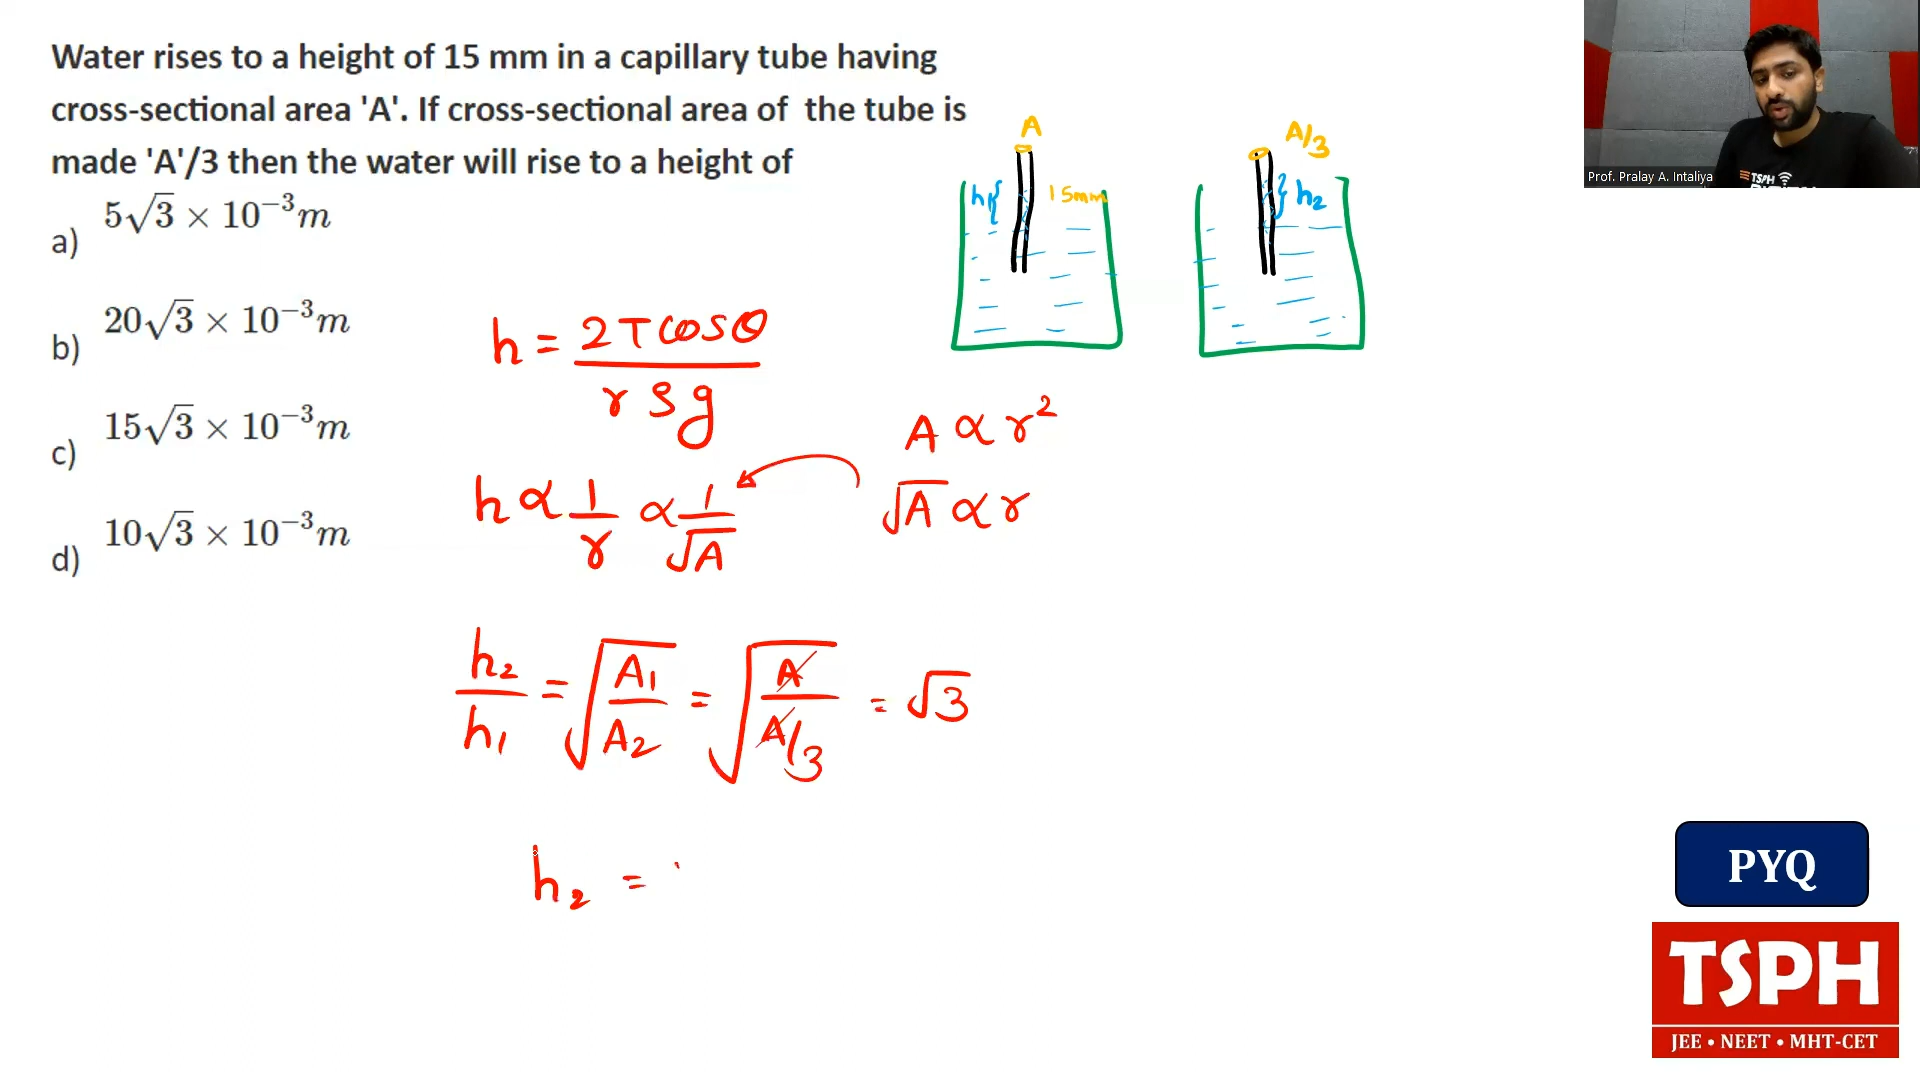 Water rises to a height of 15 mm in a capillary tube having
cross-sectional area 'A'. If cross-sectional area of the tube is
made 'A'/3 then the water will rise to a height of
a) 5√3 × 10⁻³m
b) 20√3 × 10⁻³m
c) 15√3 × 10⁻³m
d) 10√3 × 10⁻³m
A
h 15mm
A/3
h₂
h = 2Tcosθ / rρg
A ∝ r²
h ∝ 1/r ∝ 1/√A
√A ∝ r
h₂/h₁ = √(A₁/A₂) = √(A/(A/3)) = √3
h₂ =
Prof. Pralay A. Intaliya
TSPH
PYQ
TSPH
JEE • NEET • MHT-CET